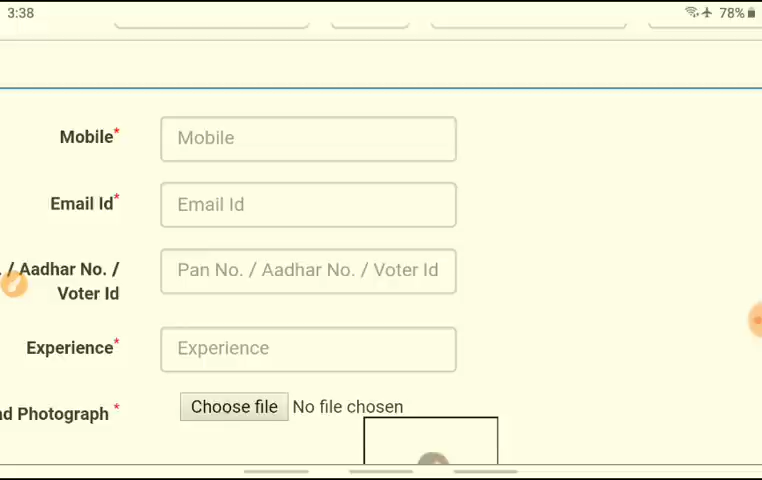 3:38
78%
Mobile*
Mobile
Email Id*
Email Id
. / Aadhar No. /
Voter Id
Pan No. / Aadhar No. / Voter Id
Experience*
Experience
d Photograph *
Choose file No file chosen